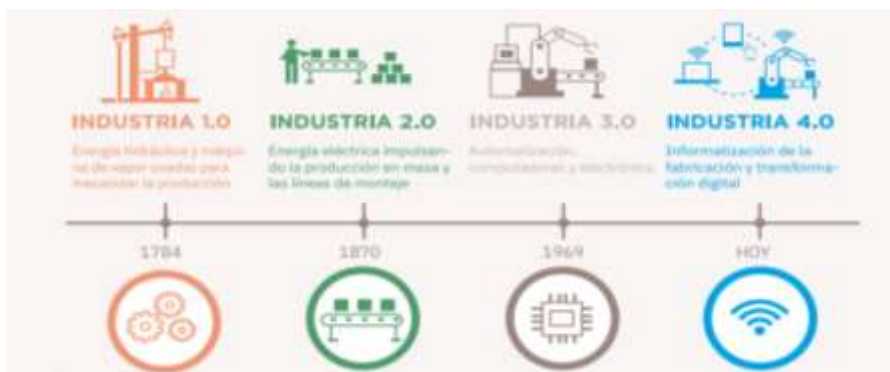 INDUSTRIA 1.0
Energía hidráulica y máqui-
na de vapor usadas para
mecanizar la producción
INDUSTRIA 2.0
Energía eléctrica impulsan-
do la producción en masa y
las líneas de montaje
INDUSTRIA 3.0
Automatización,
computadoras y electrónica
INDUSTRIA 4.0
Informatización de la
fabricación y transforma-
ción digital
1784
1870
1969
HOY